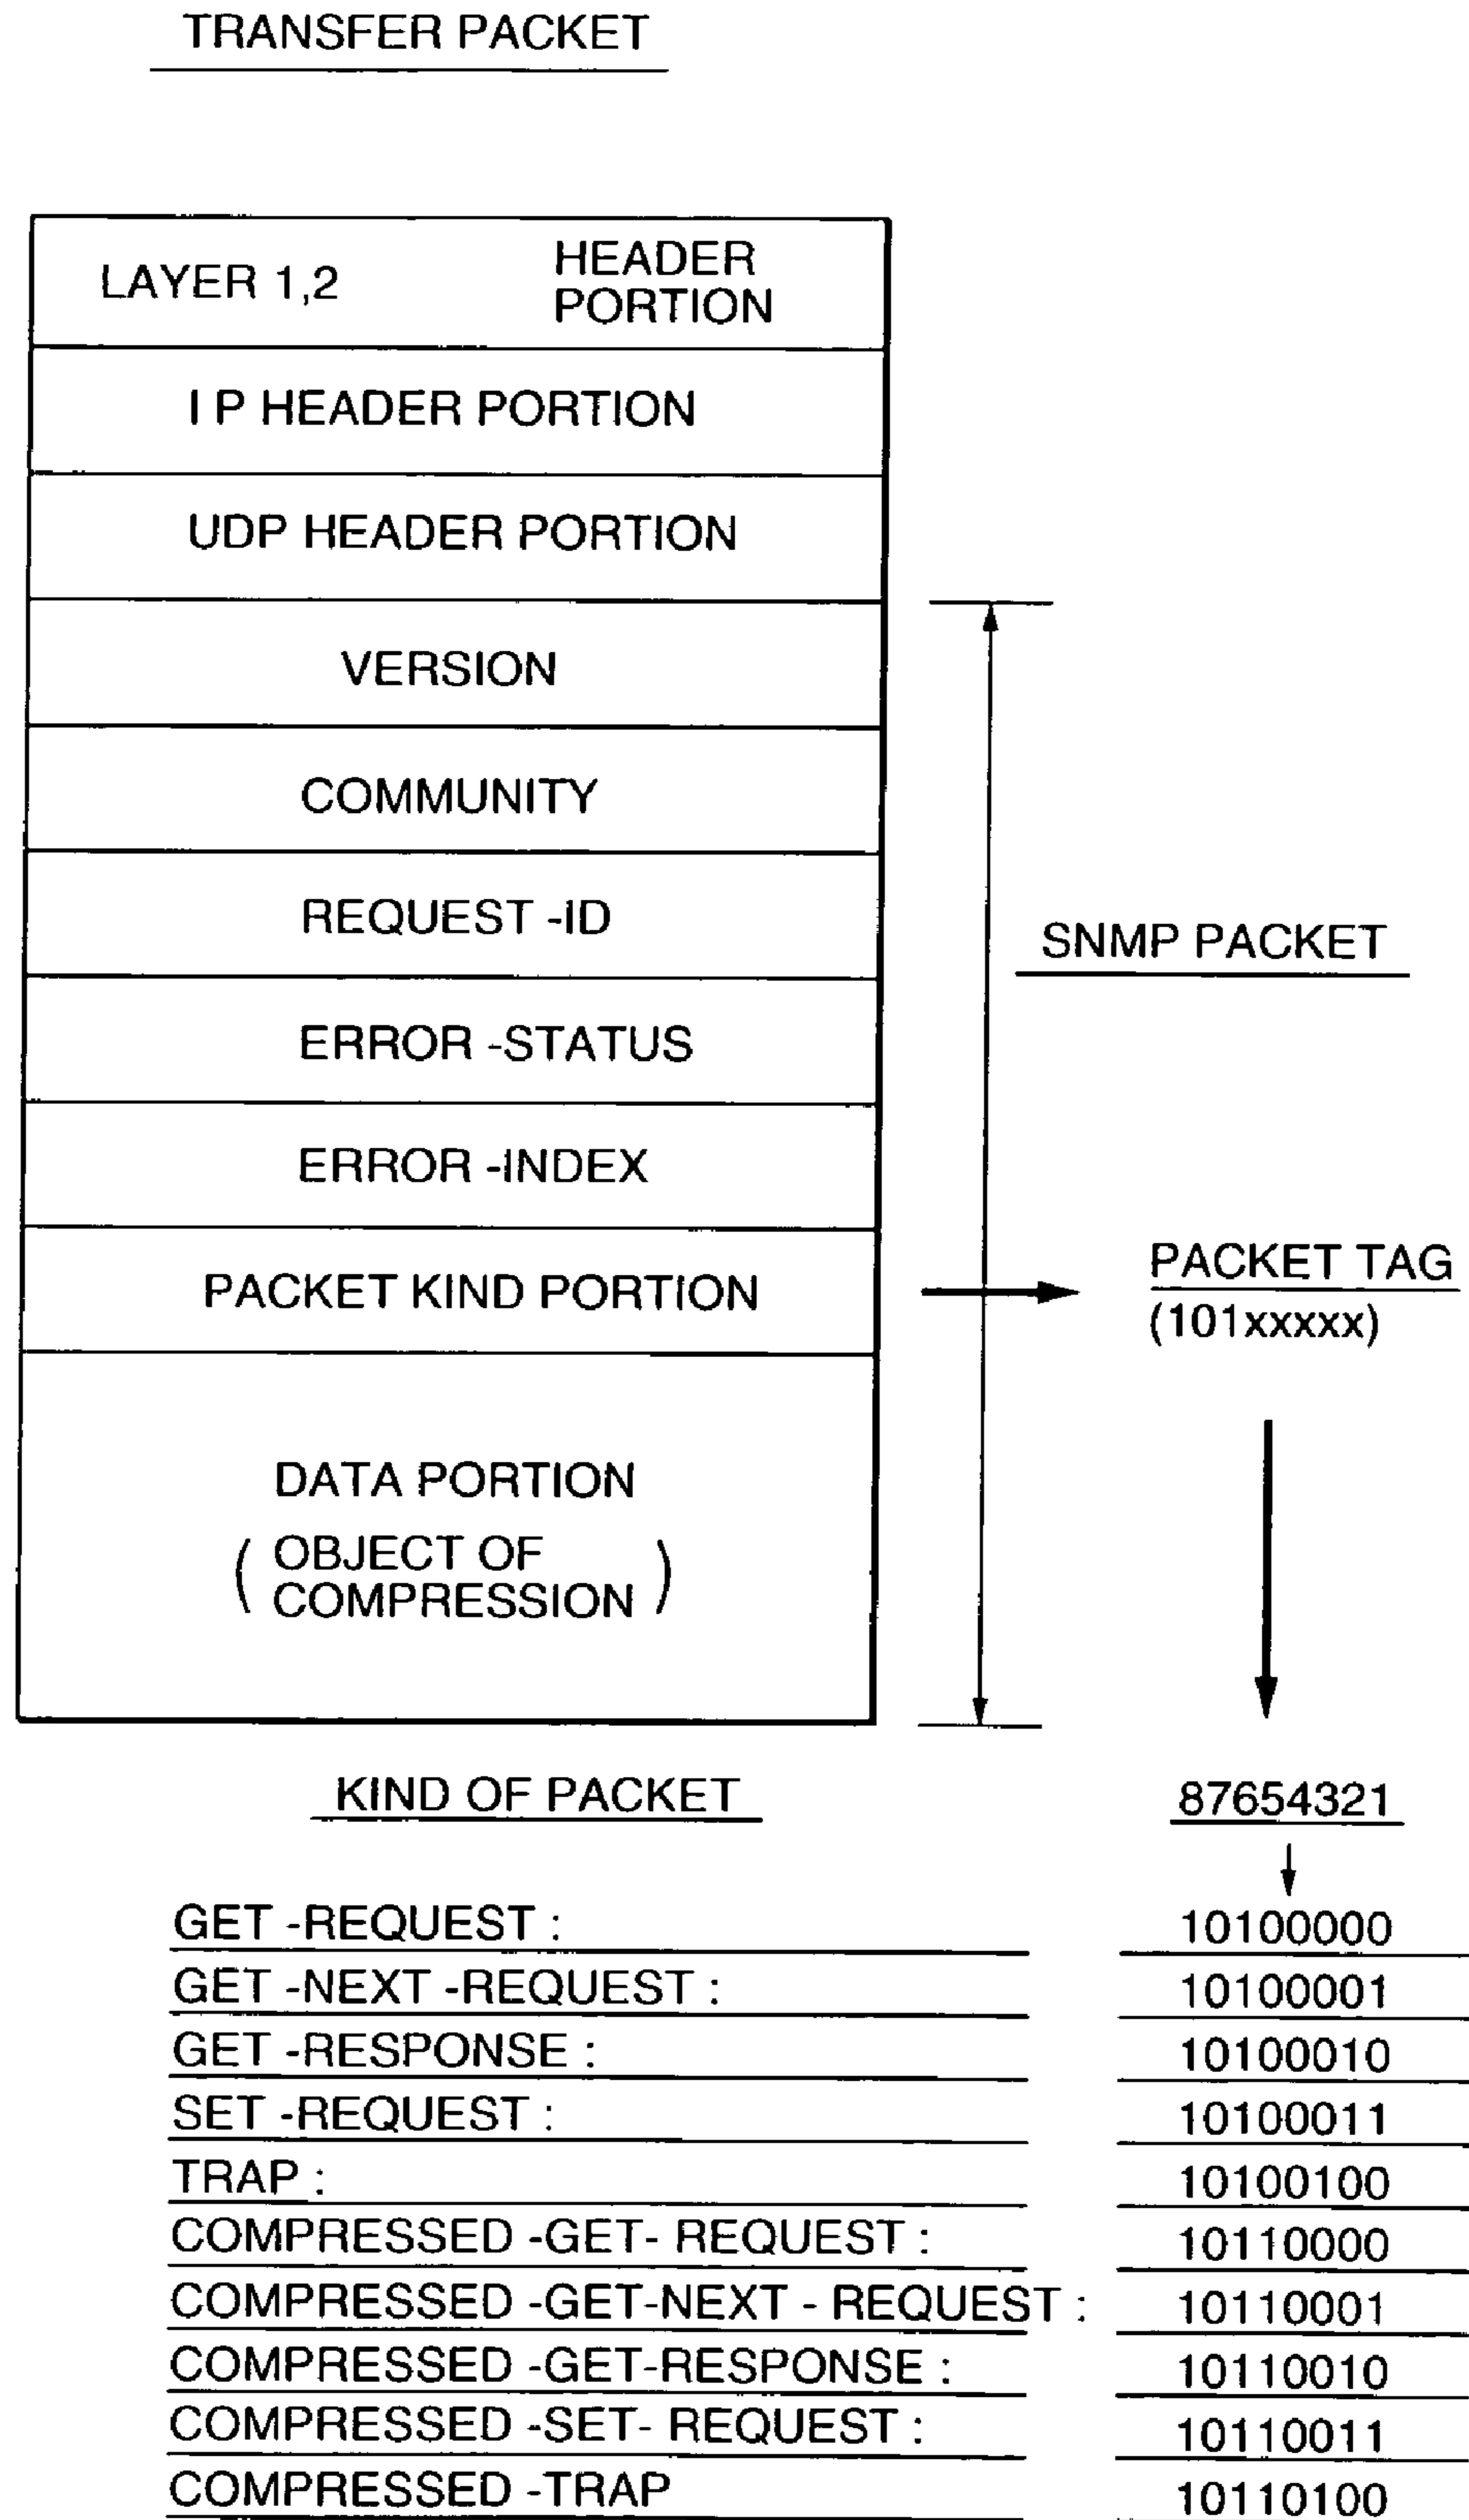 TRANSFER PACKET
LAYER 1,2
HEADER
PORTION
I P HEADER PORTION
UDP HEADER PORTION
VERSION
COMMUNITY
REQUEST -ID
SNMP PACKET
ERROR -STATUS
ERROR -INDEX
PACKET KIND PORTION
PACKET TAG
(101xxxxx)
DATA PORTION
( OBJECT OF
COMPRESSION )
KIND OF PACKET 87654321
GET -REQUEST : 10100000
GET -NEXT -REQUEST : 10100001
GET -RESPONSE : 10100010
SET -REQUEST : 10100011
TRAP : 10100100
COMPRESSED -GET- REQUEST : 10110000
COMPRESSED -GET-NEXT - REQUEST : 10110001
COMPRESSED -GET-RESPONSE : 10110010
COMPRESSED -SET- REQUEST : 10110011
COMPRESSED -TRAP 10110100